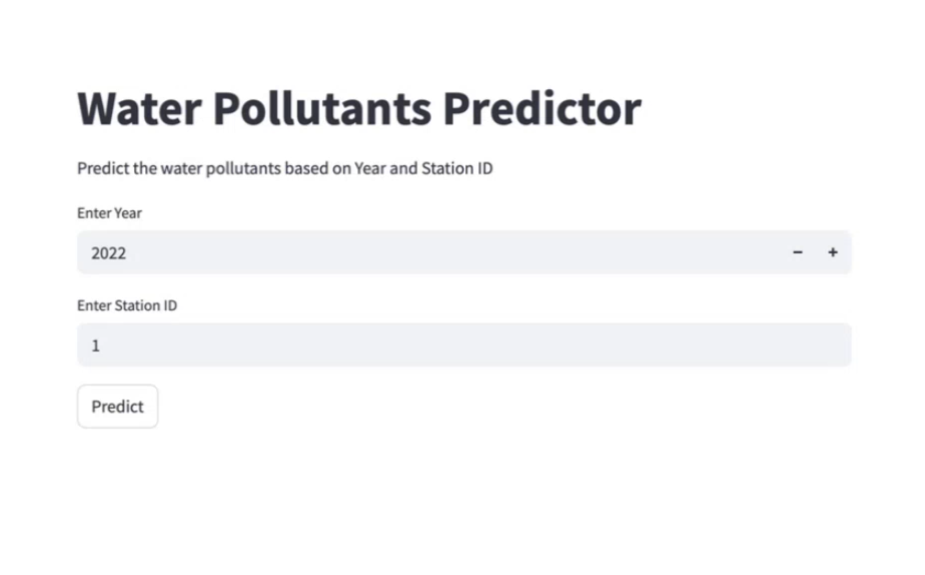 Water Pollutants Predictor
Predict the water pollutants based on Year and Station ID
Enter Year
2022 − +
Enter Station ID
1
Predict